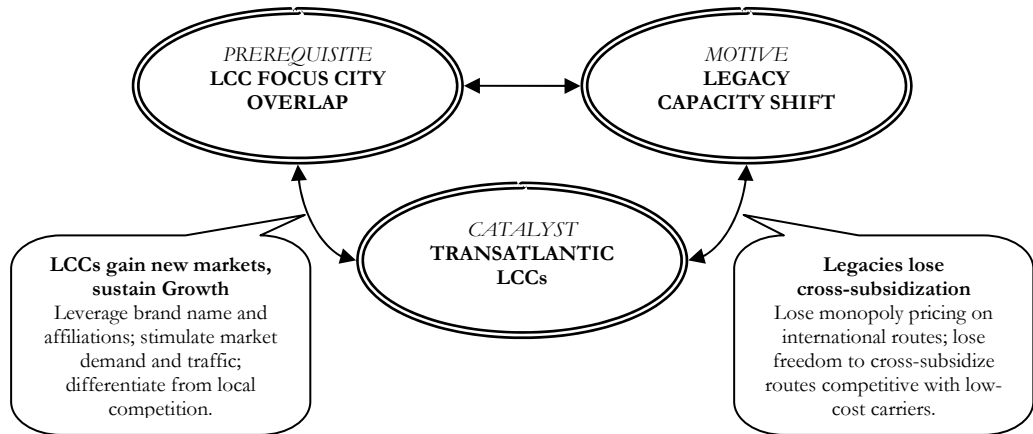 PREREQUISITE
LCC FOCUS CITY
OVERLAP
MOTIVE
LEGACY
CAPACITY SHIFT
CATALYST
TRANSATLANTIC
LCCs
LCCs gain new markets,
sustain Growth
Leverage brand name and
affiliations; stimulate market
demand and traffic;
differentiate from local
competition.
Legacies lose
cross-subsidization
Lose monopoly pricing on
international routes; lose
freedom to cross-subsidize
routes competitive with low-
cost carriers.